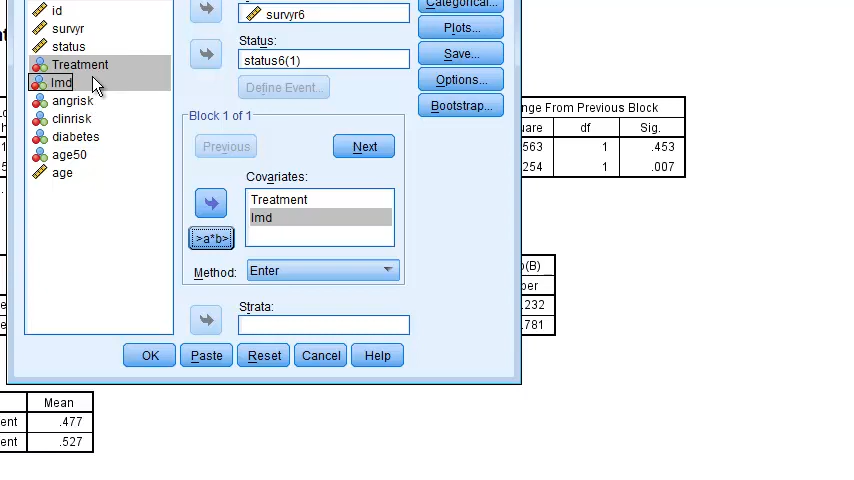 Categorical...
id
survyr6
survyr
Plots...
Status:
status
Save...
status6(1)
Treatment
Options...
Define Event...
lmd
angrisk
Bootstrap...
nge From Previous Block
clinrisk
Block 1 of 1
uare df Sig.
diabetes
Previous Next
563 1 .453
age50
254 1 .007
age
Covariates:
Treatment
lmd
>a*b>
Method: Enter
(B)
per
.232
.781
Strata:
OK Paste Reset Cancel Help
Mean
ent .477
ent .527